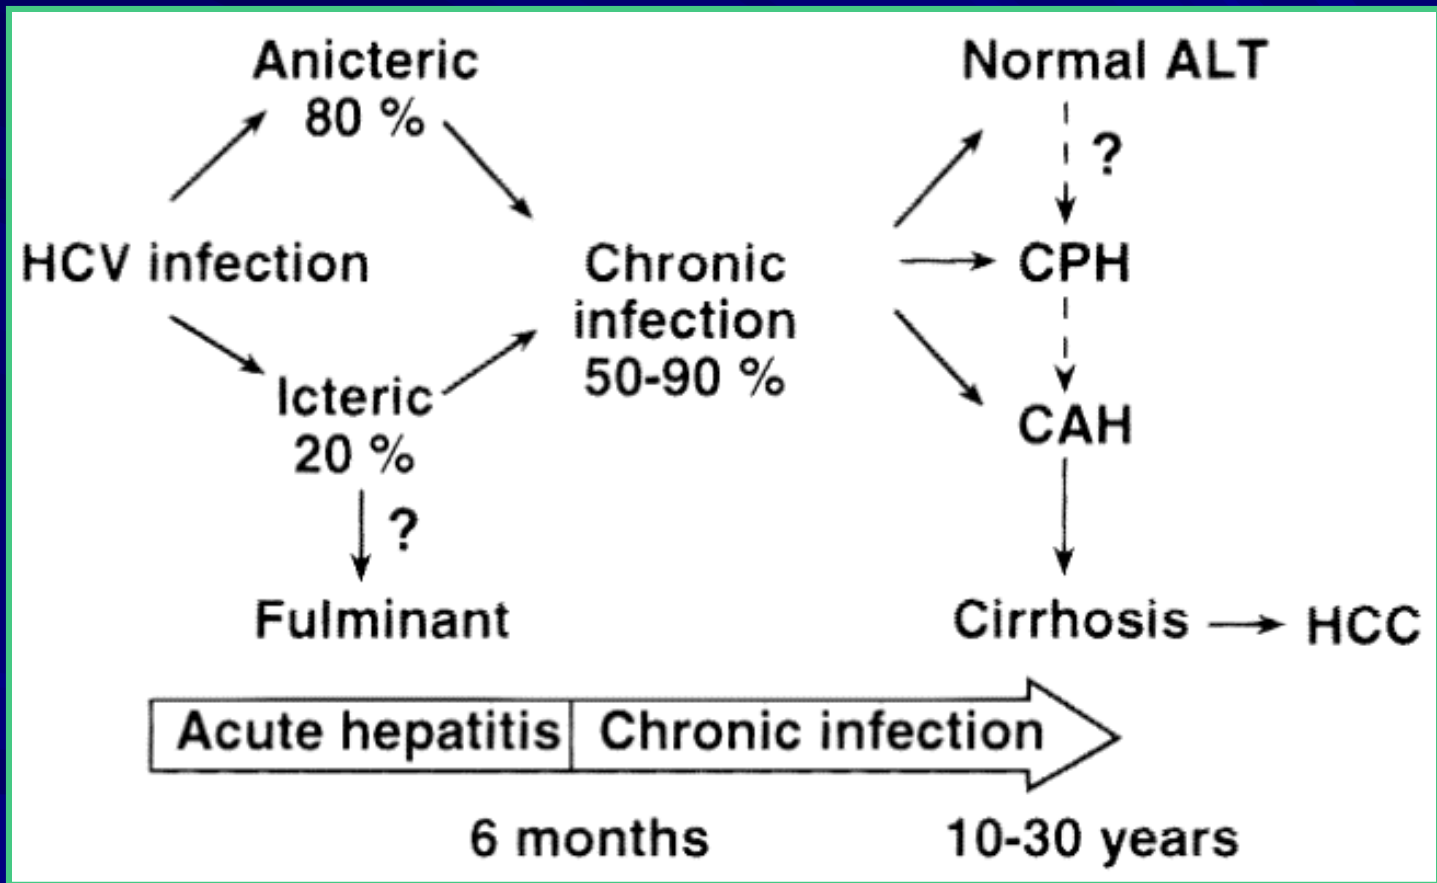 Anicteric
80 %
Normal ALT
?
HCV infection
Chronic
infection
50-90 %
CPH
Icteric
20 %
CAH
?
Fulminant
Cirrhosis
HCC
Acute hepatitis
Chronic infection
6 months
10-30 years